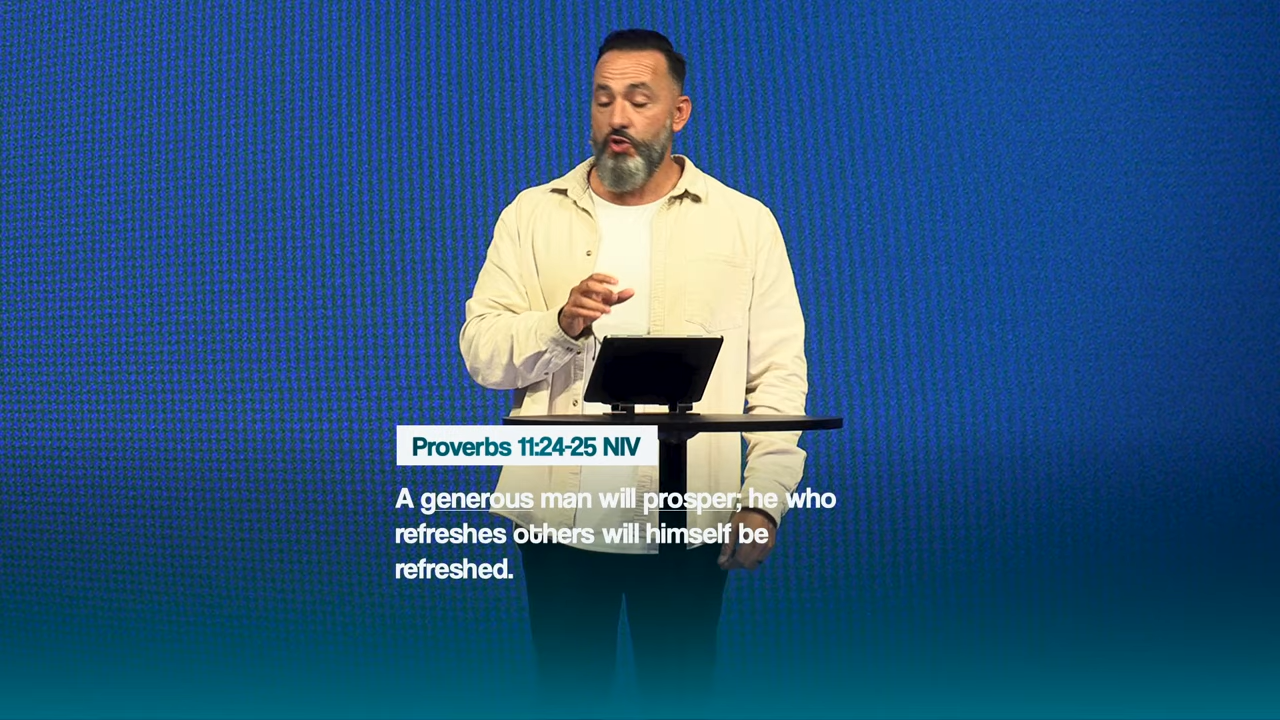 Proverbs 11:24-25 NIV
A generous man will prosper; he who
refreshes others will himself be
refreshed.